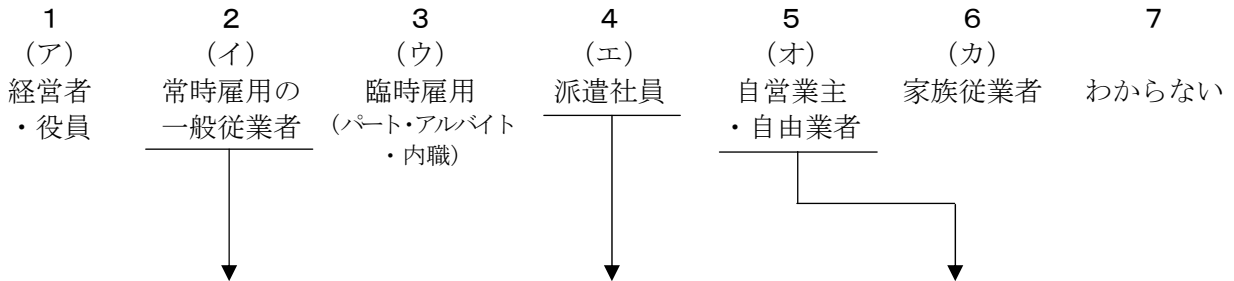 1 2 3 4 5 6 7
（ア） （イ） （ウ） （エ） （オ） （カ）
経営者 常時雇用の 臨時雇用 派遣社員 自営業主 家族従業者 わからない
・役員 一般従業者 （パート・アルバイト ・自由業者
・内職）